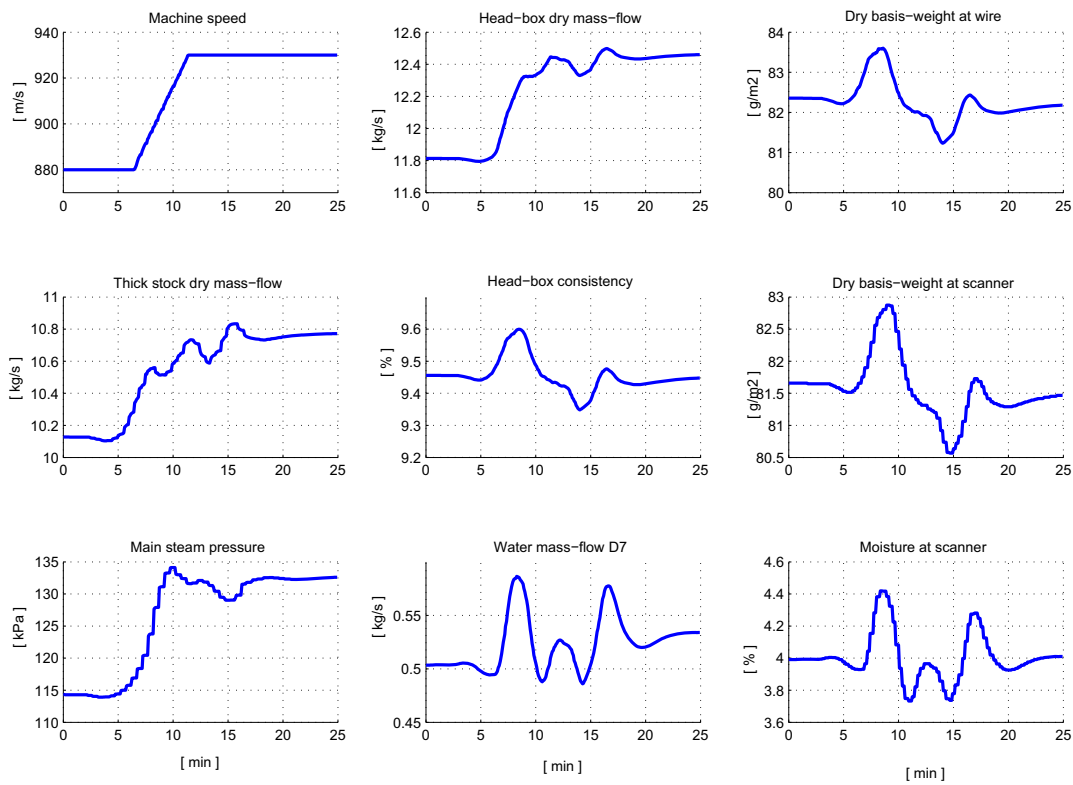 Machine speed
[ m/s ]
940
920
900
880
0 5 10 15 20 25
Head−box dry mass−flow
[ kg/s ]
12.6
12.4
12.2
12
11.8
11.6
0 5 10 15 20 25
Dry basis−weight at wire
[ g/m2 ]
84
83
82
81
80
0 5 10 15 20 25
Thick stock dry mass−flow
[ kg/s ]
11
10.8
10.6
10.4
10.2
10
0 5 10 15 20 25
Head−box consistency
[ % ]
9.6
9.5
9.4
9.3
9.2
0 5 10 15 20 25
Dry basis−weight at scanner
[ g/m2 ]
83
82.5
82
81.5
81
80.5
0 5 10 15 20 25
Main steam pressure
[ kPa ]
135
130
125
120
115
110
0 5 10 15 20 25
[ min ]
Water mass−flow D7
[ kg/s ]
0.55
0.5
0.45
0 5 10 15 20 25
[ min ]
Moisture at scanner
[ % ]
4.6
4.4
4.2
4
3.8
3.6
0 5 10 15 20 25
[ min ]